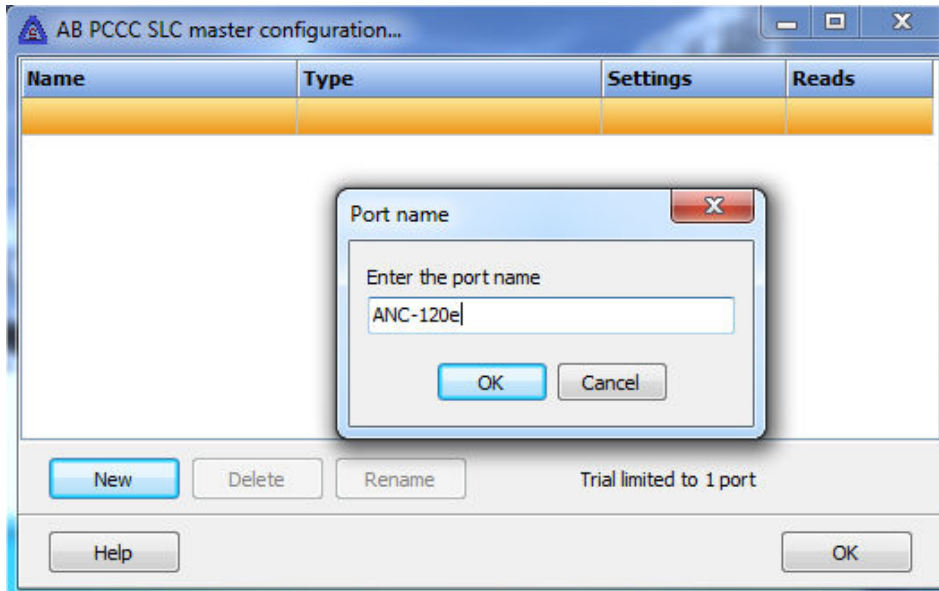 AB PCCC SLC master configuration...
Name Type Settings Reads
Port name
Enter the port name
ANC-120e
OK Cancel
New Delete Rename Trial limited to 1 port
Help OK